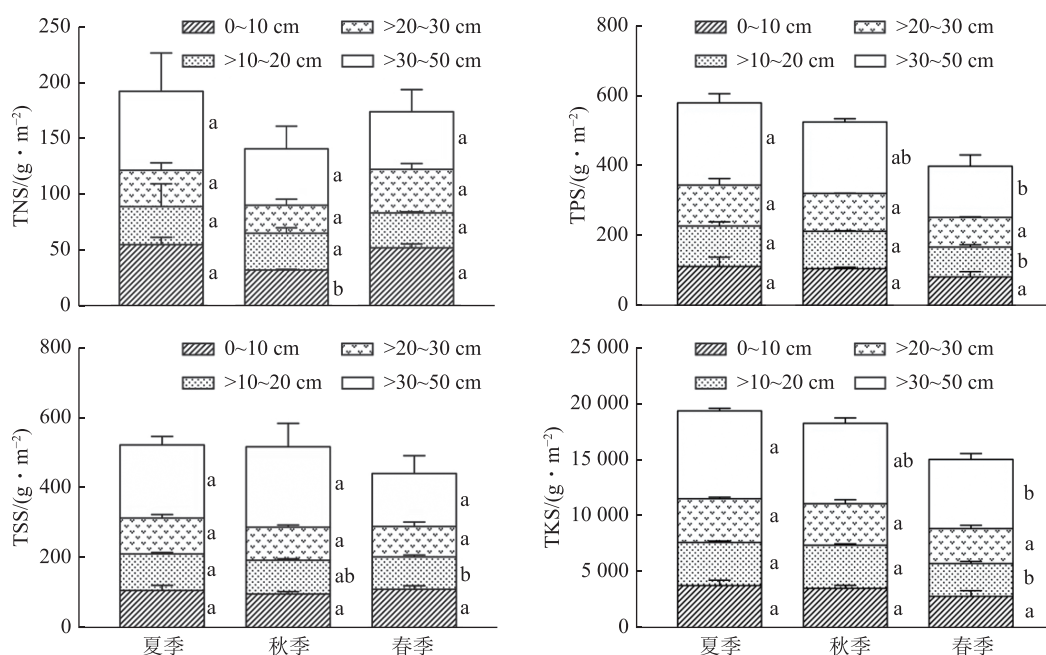 0~10 cm >20~30 cm
>10~20 cm >30~50 cm
TNS/(g・m⁻²)
250
200
150
100
50
0
a
a
a
a
a
a
a
b
a
a
a
a
0~10 cm >20~30 cm
>10~20 cm >30~50 cm
TPS/(g・m⁻²)
800
600
400
200
0
a
a
a
a
ab
a
a
a
b
a
b
a
0~10 cm >20~30 cm
>10~20 cm >30~50 cm
TSS/(g・m⁻²)
800
600
400
200
0
a
a
a
a
a
a
ab
a
a
a
b
a
夏季 秋季 春季
0~10 cm >20~30 cm
>10~20 cm >30~50 cm
TKS/(g・m⁻²)
25 000
20 000
15 000
10 000
5 000
0
a
a
a
a
ab
a
a
a
b
a
b
a
夏季 秋季 春季